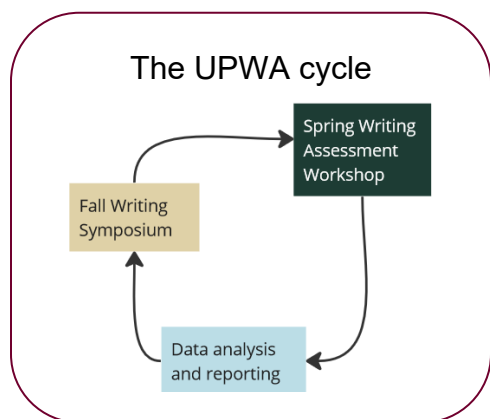 The UPWA cycle
Spring Writing
Assessment
Workshop
Fall Writing
Symposium
Data analysis
and reporting